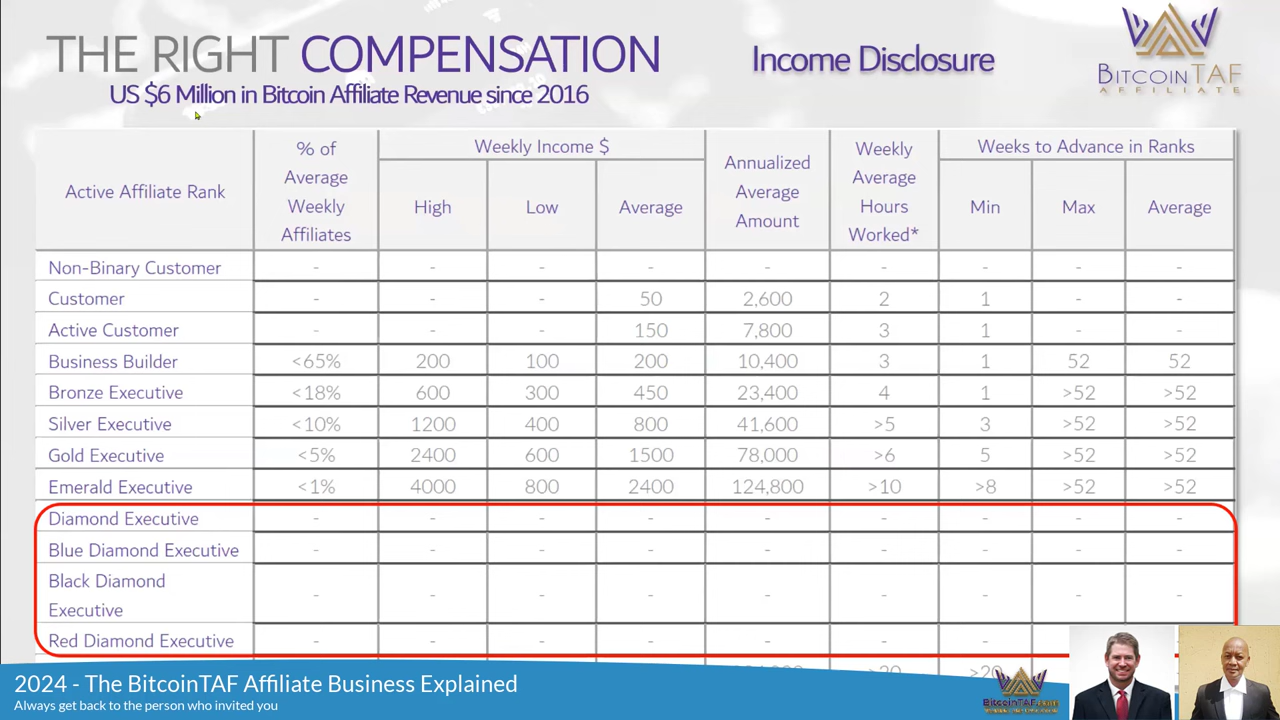 THE RIGHT COMPENSATION
US $6 Million in Bitcoin Affiliate Revenue since 2016
Income Disclosure
BITCOINTAF
AFFILIATE
Active Affiliate Rank % of Average Weekly Affiliates Weekly Income $ Annualized Average Amount Weekly Average Hours Worked* Weeks to Advance in Ranks
High Low Average Min Max Average
Non-Binary Customer - - - - - - - - -
Customer - - - 50 2,600 2 1 - -
Active Customer - - - 150 7,800 3 1 - -
Business Builder <65% 200 100 200 10,400 3 1 52 52
Bronze Executive <18% 600 300 450 23,400 4 1 >52 >52
Silver Executive <10% 1200 400 800 41,600 >5 3 >52 >52
Gold Executive <5% 2400 600 1500 78,000 >6 5 >52 >52
Emerald Executive <1% 4000 800 2400 124,800 >10 >8 >52 >52
Diamond Executive - - - - - - - - -
Blue Diamond Executive - - - - - - - - -
Black Diamond Executive - - - - - - - - -
Red Diamond Executive - - - - - - - -
2024 - The BitcoinTAF Affiliate Business Explained
Always get back to the person who invited you